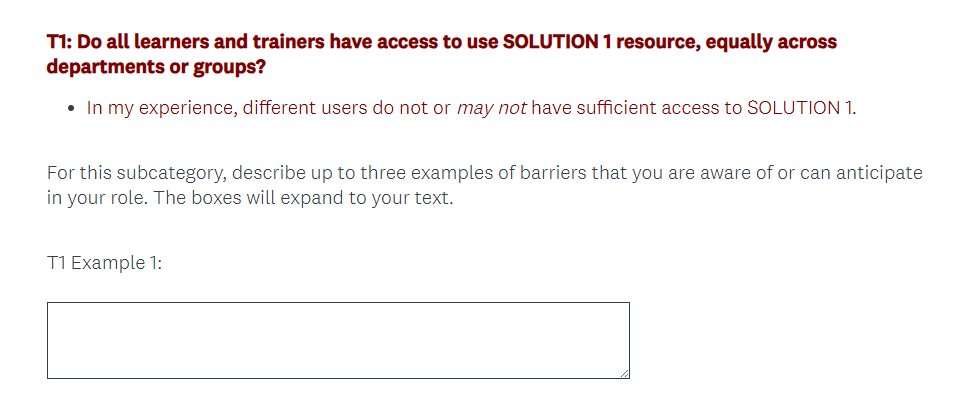 T1: Do all learners and trainers have access to use SOLUTION 1 resource, equally across
departments or groups?
• In my experience, different users do not or may not have sufficient access to SOLUTION 1.
For this subcategory, describe up to three examples of barriers that you are aware of or can anticipate
in your role. The boxes will expand to your text.
T1 Example 1: